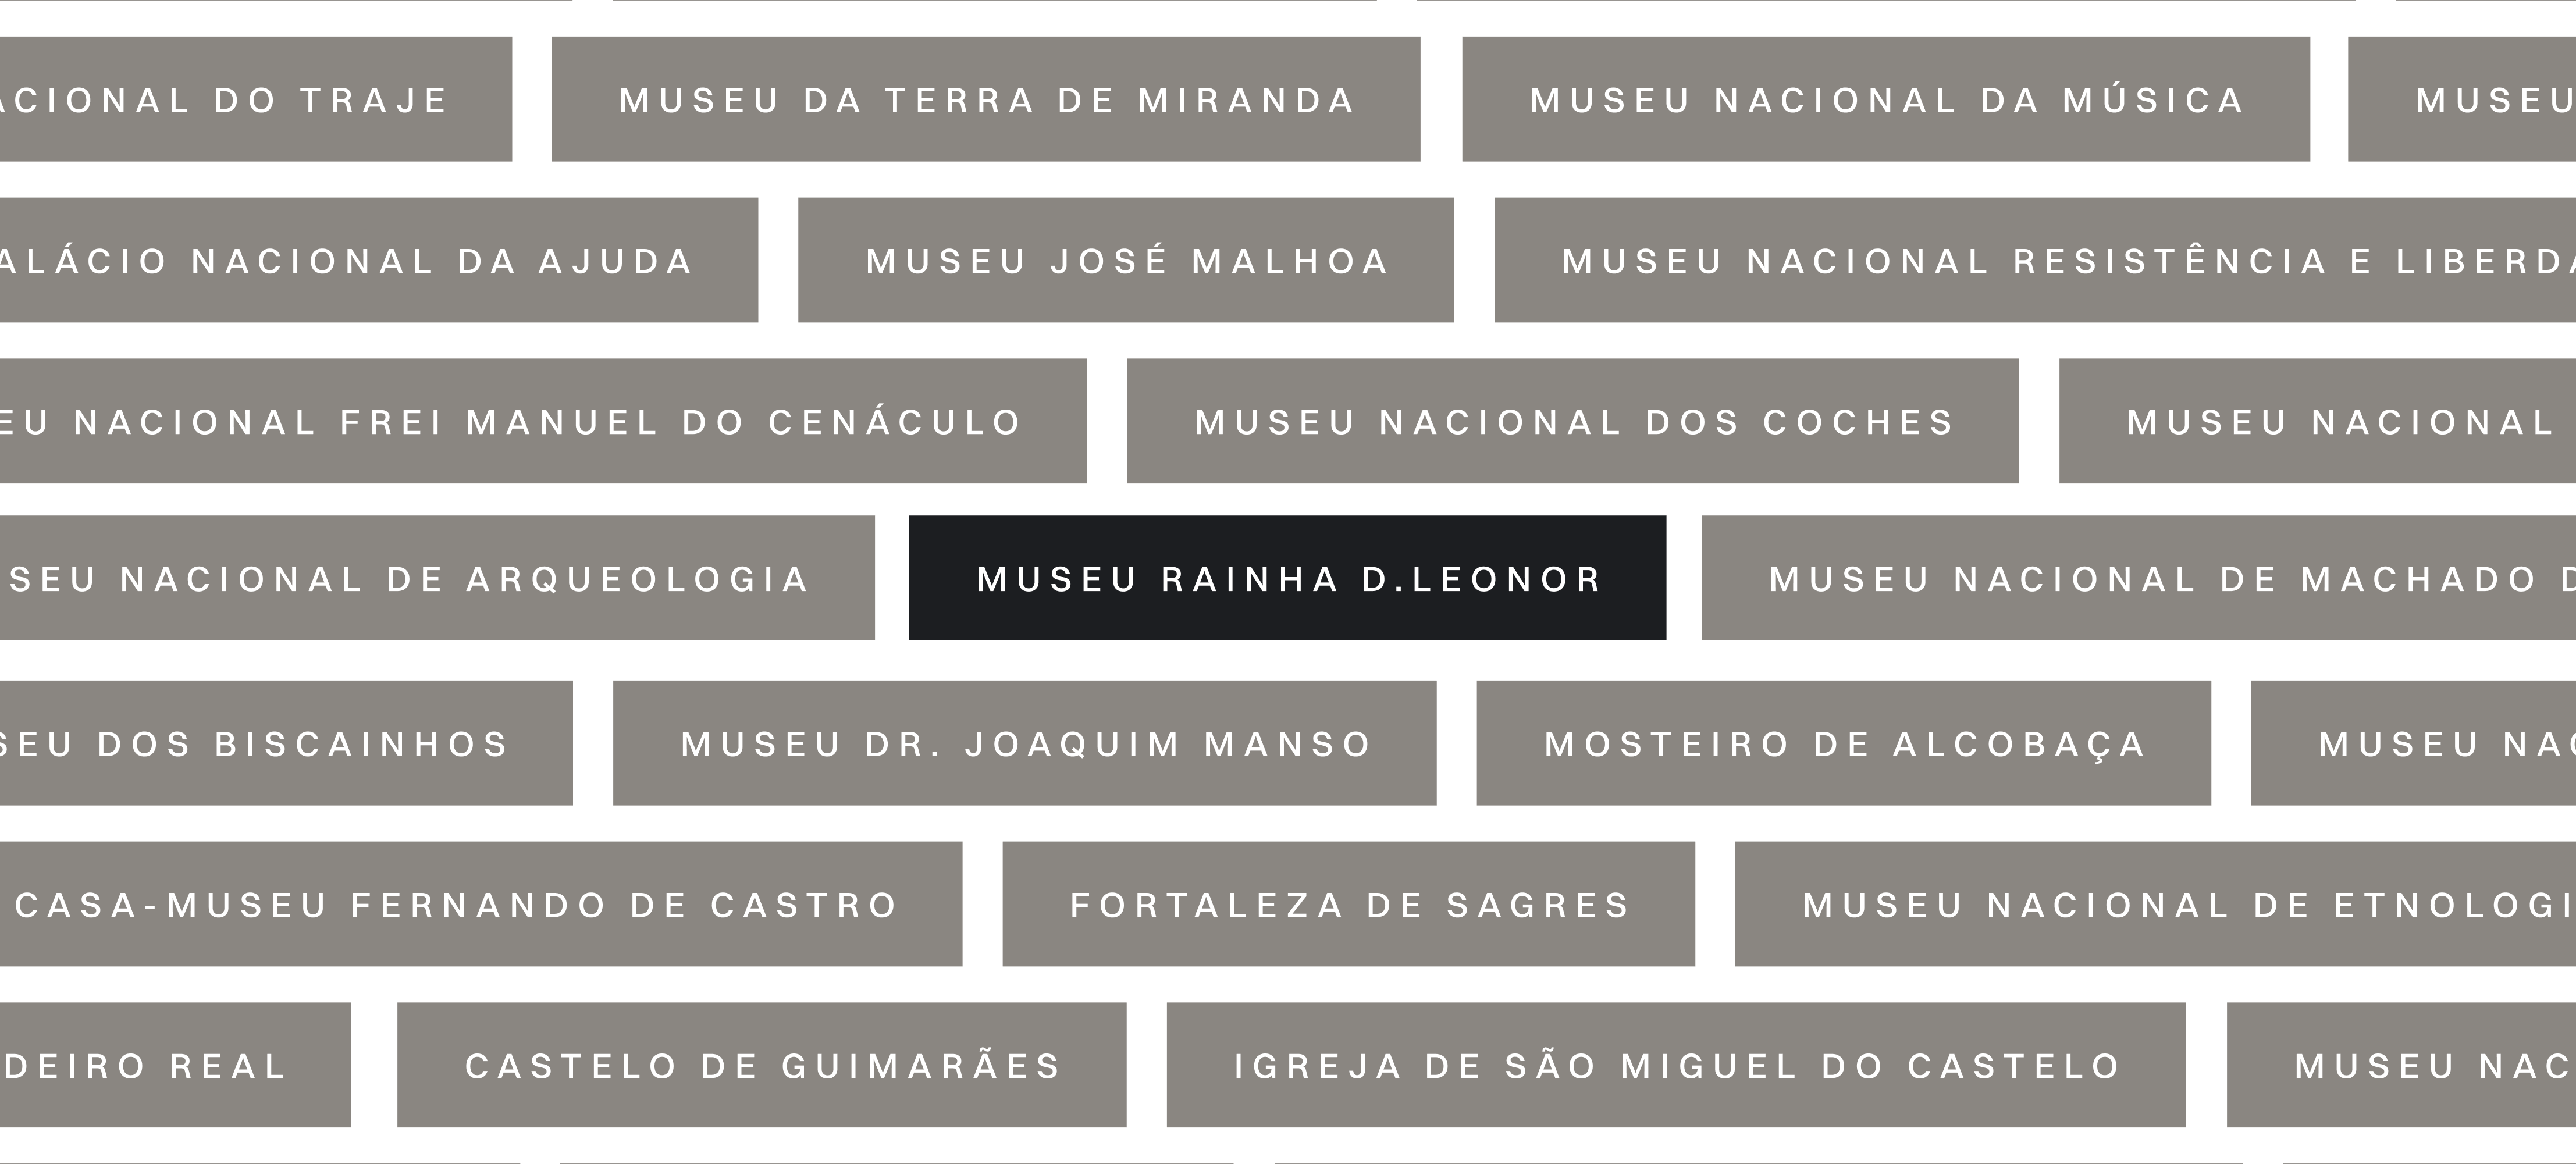 NACIONAL DO TRAJE MUSEU DA TERRA DE MIRANDA MUSEU NACIONAL DA MÚSICA MUSEU
PALÁCIO NACIONAL DA AJUDA MUSEU JOSÉ MALHOA MUSEU NACIONAL RESISTÊNCIA E LIBERDA
EU NACIONAL FREI MANUEL DO CENÁCULO MUSEU NACIONAL DOS COCHES MUSEU NACIONAL
SEU NACIONAL DE ARQUEOLOGIA MUSEU RAINHA D.LEONOR MUSEU NACIONAL DE MACHADO D
SEU DOS BISCAINHOS MUSEU DR. JOAQUIM MANSO MOSTEIRO DE ALCOBAÇA MUSEU NAC
CASA-MUSEU FERNANDO DE CASTRO FORTALEZA DE SAGRES MUSEU NACIONAL DE ETNOLOGI
DEIRO REAL CASTELO DE GUIMARÃES IGREJA DE SÃO MIGUEL DO CASTELO MUSEU NAC